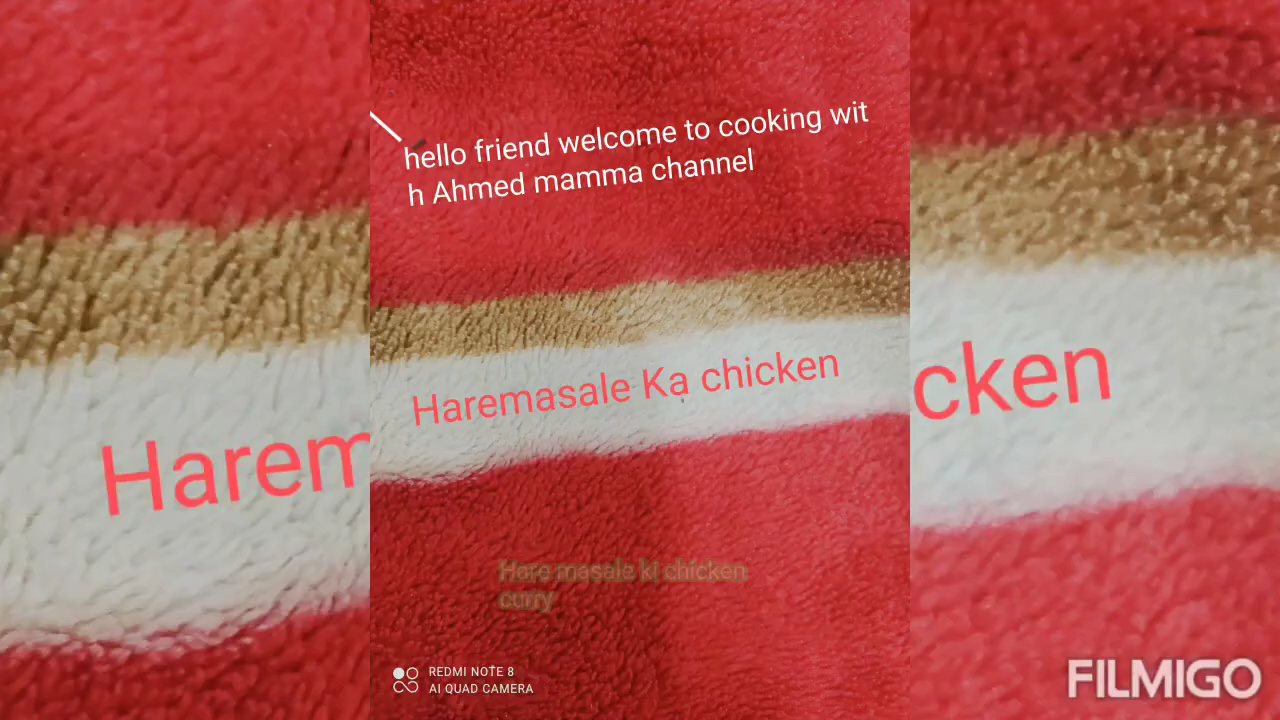 hello friend welcome to cooking wit
h Ahmed mamma channel
Haremasale Ka chicken
Harem
cken
Hare masale ki chicken
curry
REDMI NOTE 8
AI QUAD CAMERA
FILMIGO